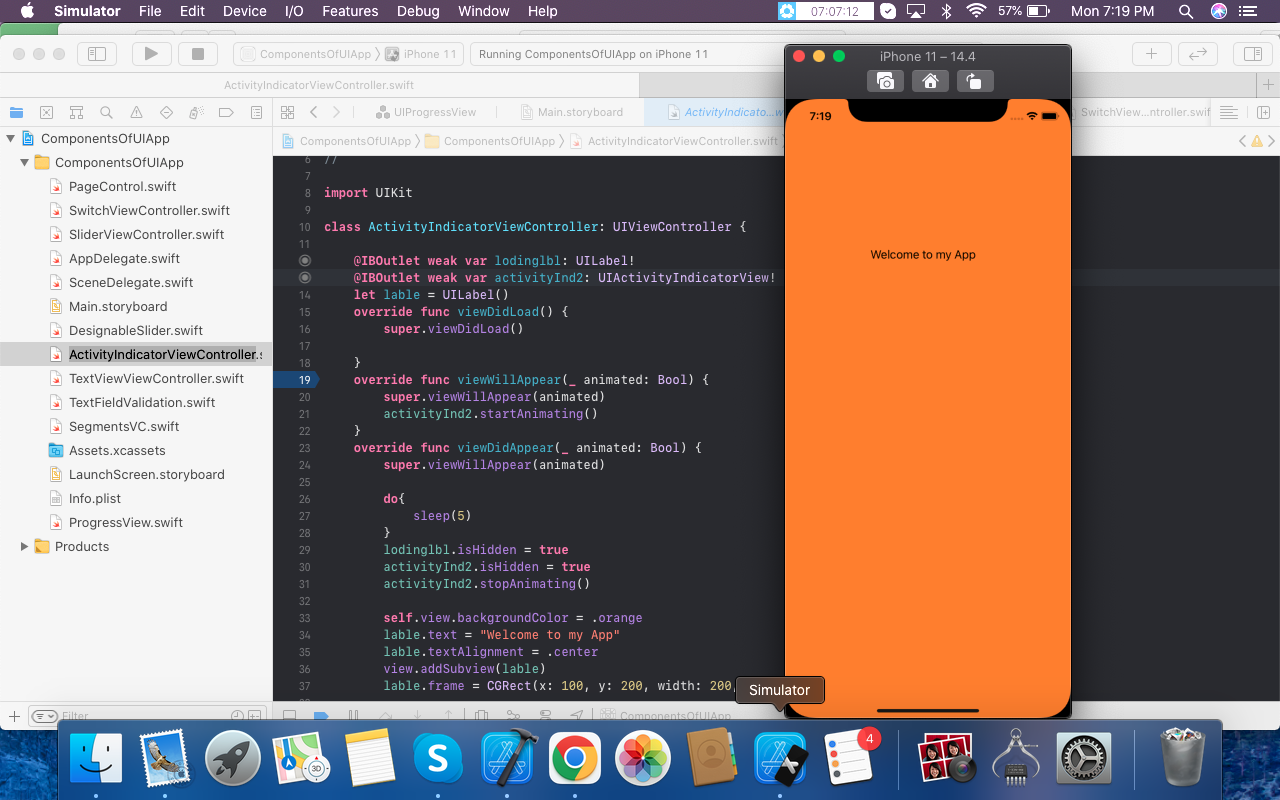 Simulator File Edit Device I/O Features Debug Window Help 07:07:12 57% Mon 7:19 PM
ComponentsOfUIApp iPhone 11 Running ComponentsOfUIApp on iPhone 11
iPhone 11 – 14.4
ActivityIndicatorViewController.swift
UIProgressView Main.storyboard ActivityIndicato...w SwitchView...ntroller.swift
ComponentsOfUIApp ComponentsOfUIApp ActivityIndicatorViewController.swift
ComponentsOfUIApp
ComponentsOfUIApp
PageControl.swift
SwitchViewController.swift
SliderViewController.swift
AppDelegate.swift
SceneDelegate.swift
Main.storyboard
DesignableSlider.swift
ActivityIndicatorViewController.s
TextViewViewController.swift
TextFieldValidation.swift
SegmentsVC.swift
Assets.xcassets
LaunchScreen.storyboard
Info.plist
ProgressView.swift
Products
Filter
6 //
7
8 import UIKit
9
10 class ActivityIndicatorViewController: UIViewController {
11
@IBOutlet weak var lodinglbl: UILabel!
@IBOutlet weak var activityInd2: UIActivityIndicatorView!
14 let lable = UILabel()
15 override func viewDidLoad() {
16 super.viewDidLoad()
17
18 }
19 override func viewWillAppear(_ animated: Bool) {
20 super.viewWillAppear(animated)
21 activityInd2.startAnimating()
22 }
23 override func viewDidAppear(_ animated: Bool) {
24 super.viewWillAppear(animated)
25
26 do{
27 sleep(5)
28 }
29 lodinglbl.isHidden = true
30 activityInd2.isHidden = true
31 activityInd2.stopAnimating()
32
33 self.view.backgroundColor = .orange
34 lable.text = "Welcome to my App"
35 lable.textAlignment = .center
36 view.addSubview(lable)
37 lable.frame = CGRect(x: 100, y: 200, width: 200,
ComponentsOfUIApp
7:19
Welcome to my App
Simulator
3D
4